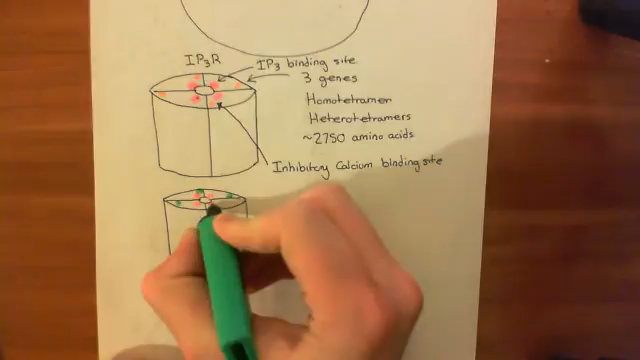 IP3R
IP3 binding site
3 genes
Homotetramer
Heterotetramers
~2750 amino acids
Inhibitory Calcium binding site